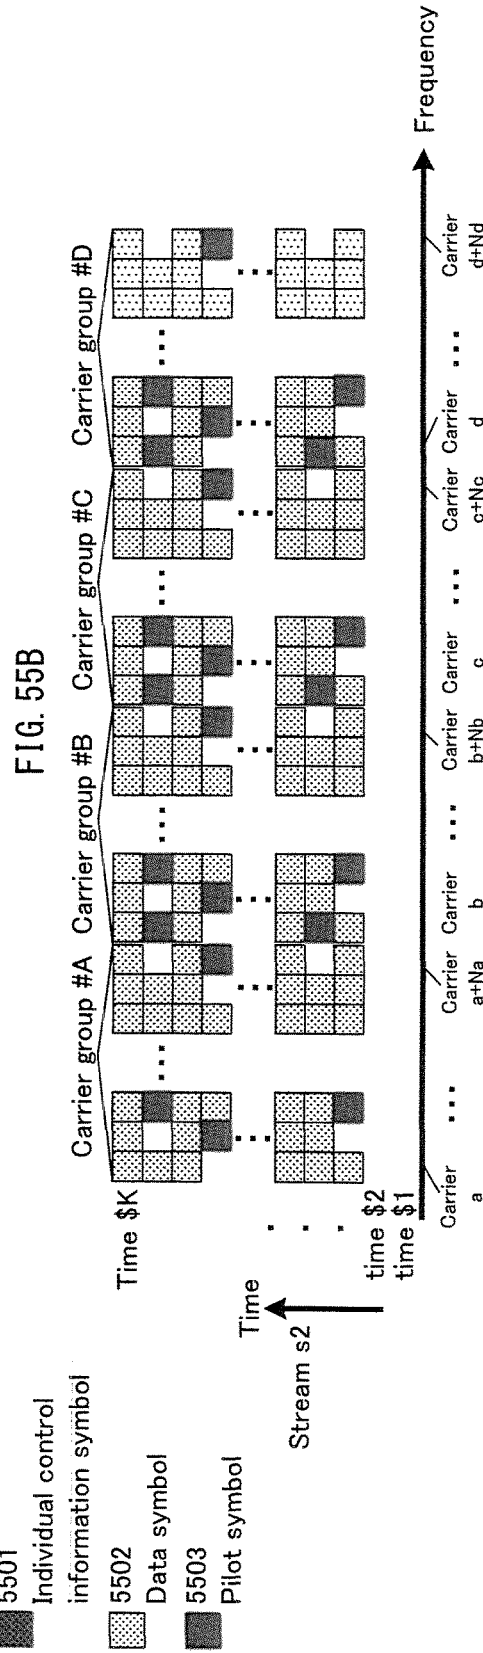 FIG. 55B
5501
Individual control
information symbol
5502
Data symbol
5503
Pilot symbol
Carrier group #A
Carrier group #B
Carrier group #C
Carrier group #D
Time $K
Time
Stream s2
time $2
time $1
Frequency
Carrier
a
Carrier
a+Na
Carrier
b
Carrier
b+Nb
Carrier
c
Carrier
c+Nc
Carrier
d
Carrier
d+Nd